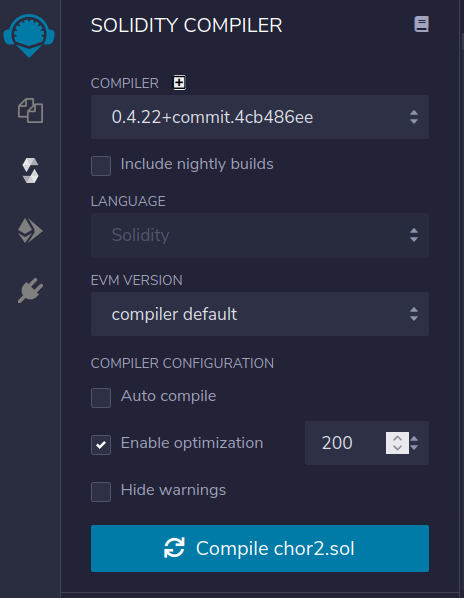 SOLIDITY COMPILER
COMPILER
0.4.22+commit.4cb486ee
Include nightly builds
LANGUAGE
Solidity
EVM VERSION
compiler default
COMPILER CONFIGURATION
Auto compile
Enable optimization 200
Hide warnings
Compile chor2.sol